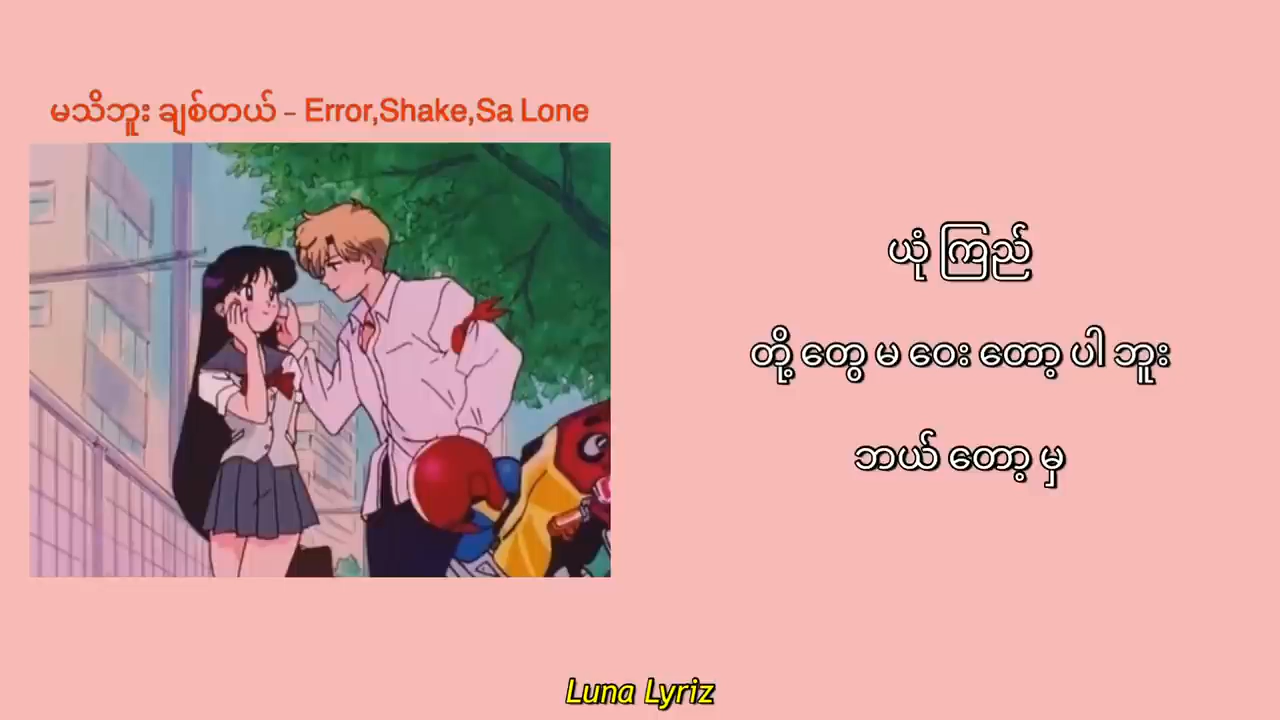 မသိဘူး ချစ်တယ် - Error,Shake,Sa Lone
ယုံ ကြည်
တို့ တွေ မ ဝေး တော့ ပါ ဘူး
ဘယ် တော့ မှ
Luna Lyriz